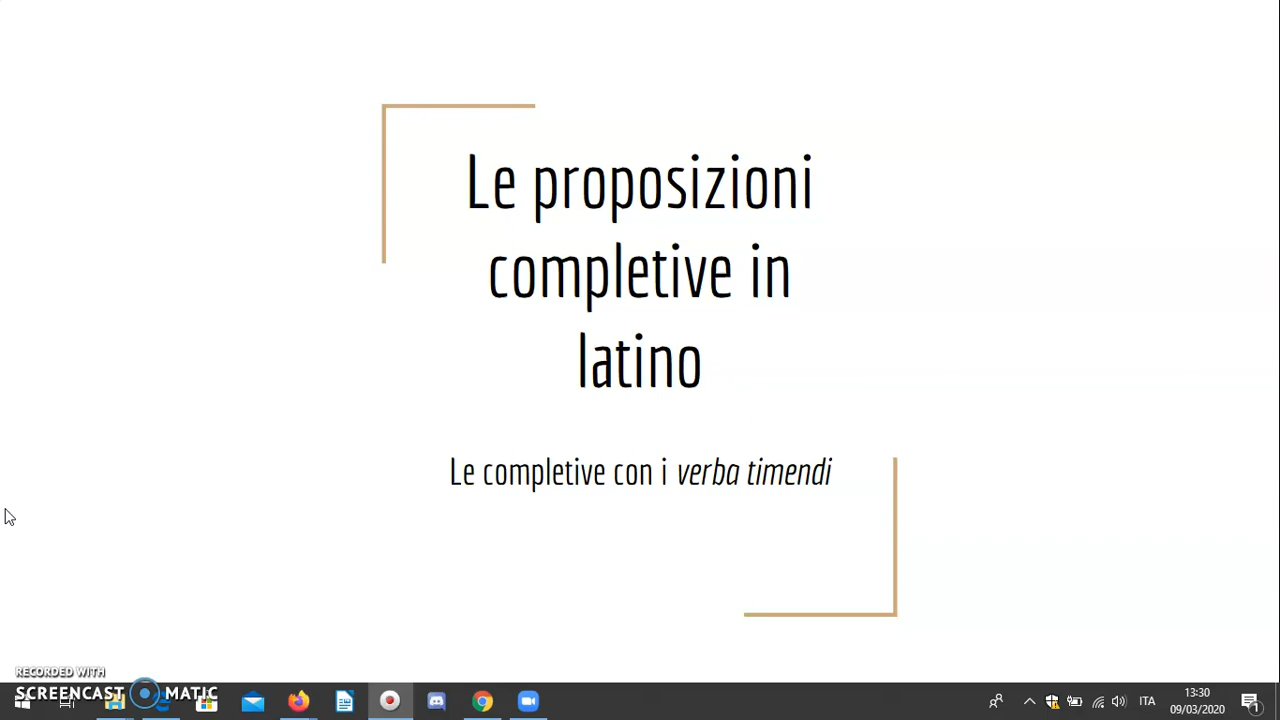 Le proposizioni
completive in
latino
Le completive con i verba timendi
RECORDED WITH
SCREENCAST MATIC
ITA
13:30
09/03/2020
1